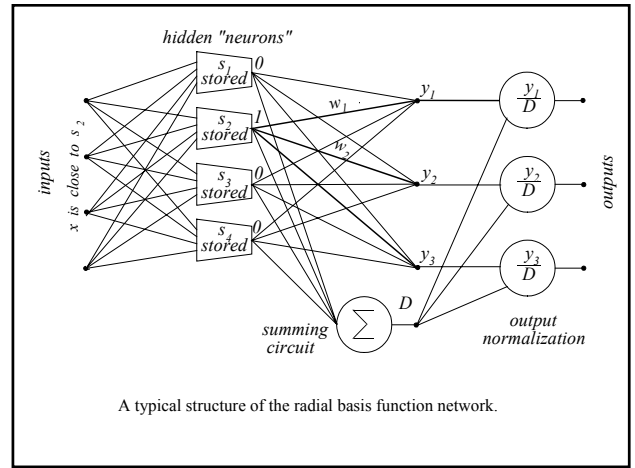 hidden "neurons"
s1
stored
0
s2
stored
1
s3
stored
0
s4
stored
0
inputs
x is close to s2
w1
w2
y1
y2
y3
y1
D
y2
D
y3
D
outputs
D
Σ
summing
circuit
output
normalization
A typical structure of the radial basis function network.